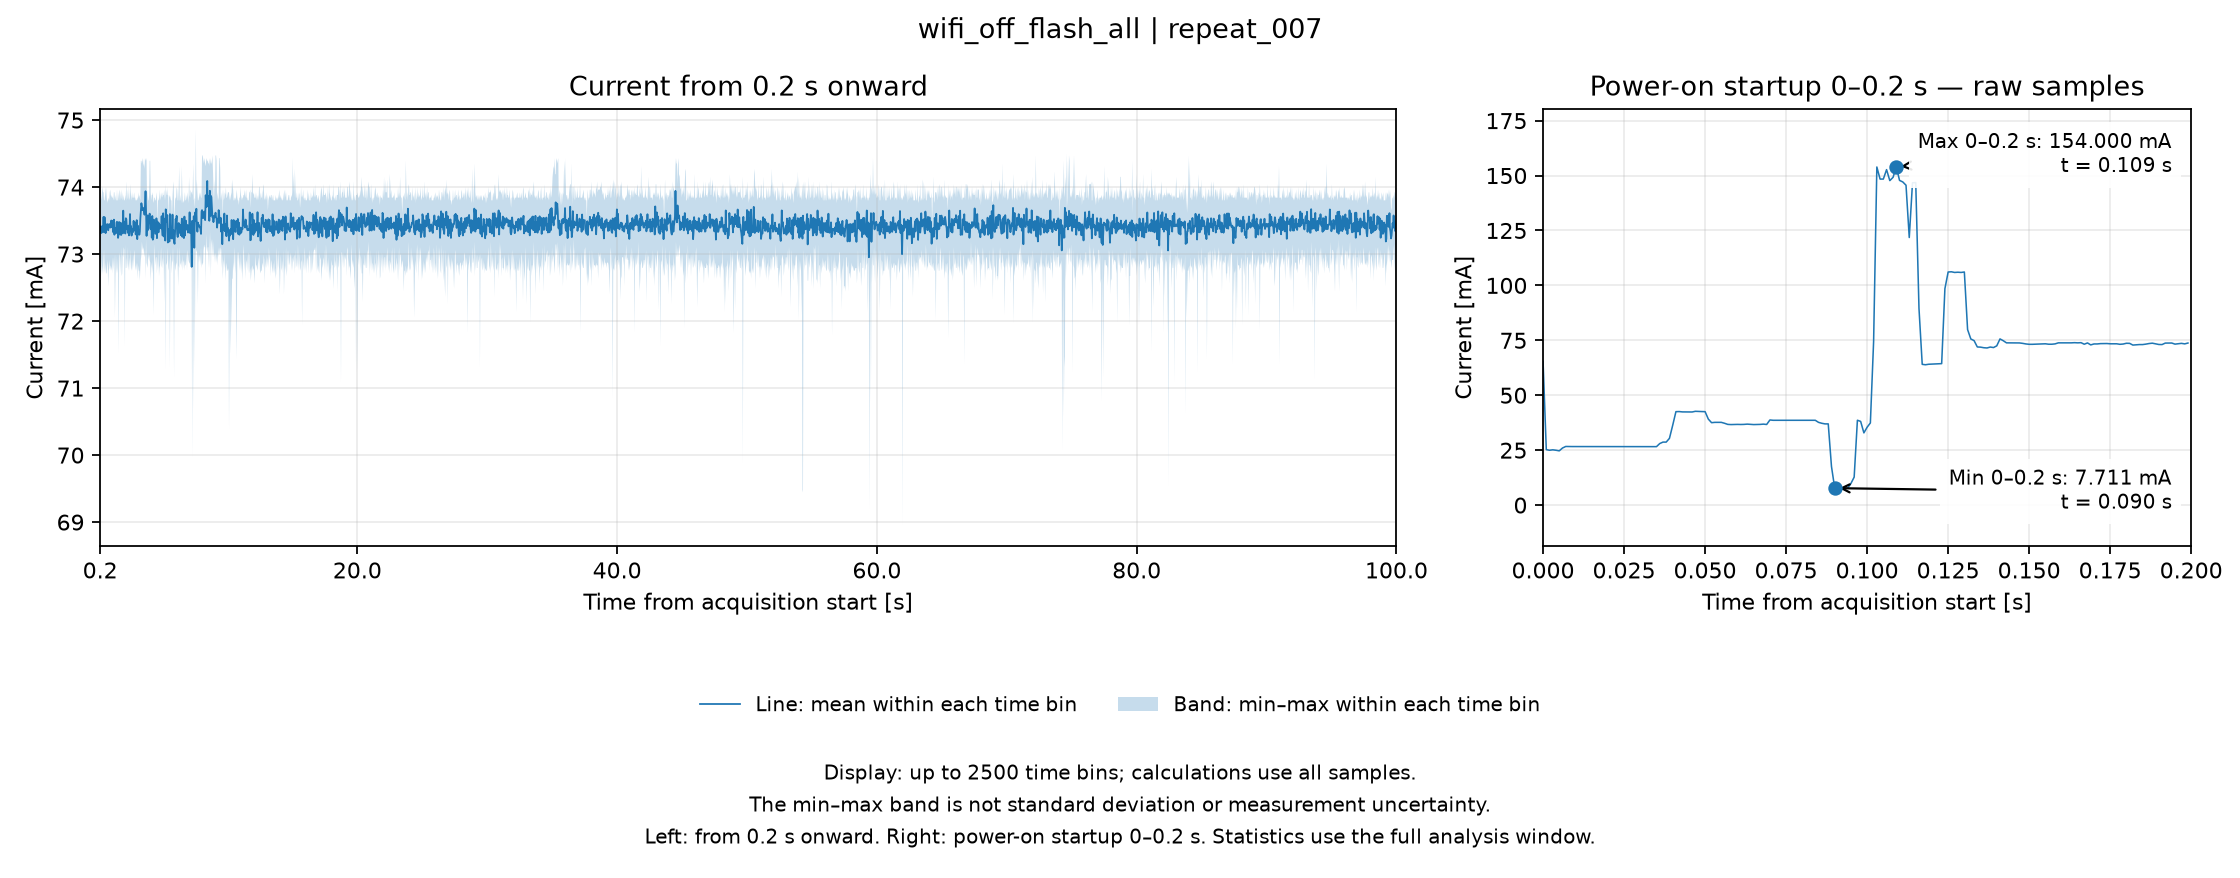 wifi_off_flash_all | repeat_007
Current from 0.2 s onward
75
74
73
72
71
70
69
Current [mA]
0.2
20.0
40.0
60.0
80.0
100.0
Time from acquisition start [s]
Power-on startup 0–0.2 s — raw samples
175
150
125
100
75
50
25
0
Current [mA]
Max 0–0.2 s: 154.000 mA
t = 0.109 s
Min 0–0.2 s: 7.711 mA
t = 0.090 s
0.000
0.025
0.050
0.075
0.100
0.125
0.150
0.175
0.200
Time from acquisition start [s]
Line: mean within each time bin
Band: min–max within each time bin
Display: up to 2500 time bins; calculations use all samples.
The min–max band is not standard deviation or measurement uncertainty.
Left: from 0.2 s onward. Right: power-on startup 0–0.2 s. Statistics use the full analysis window.